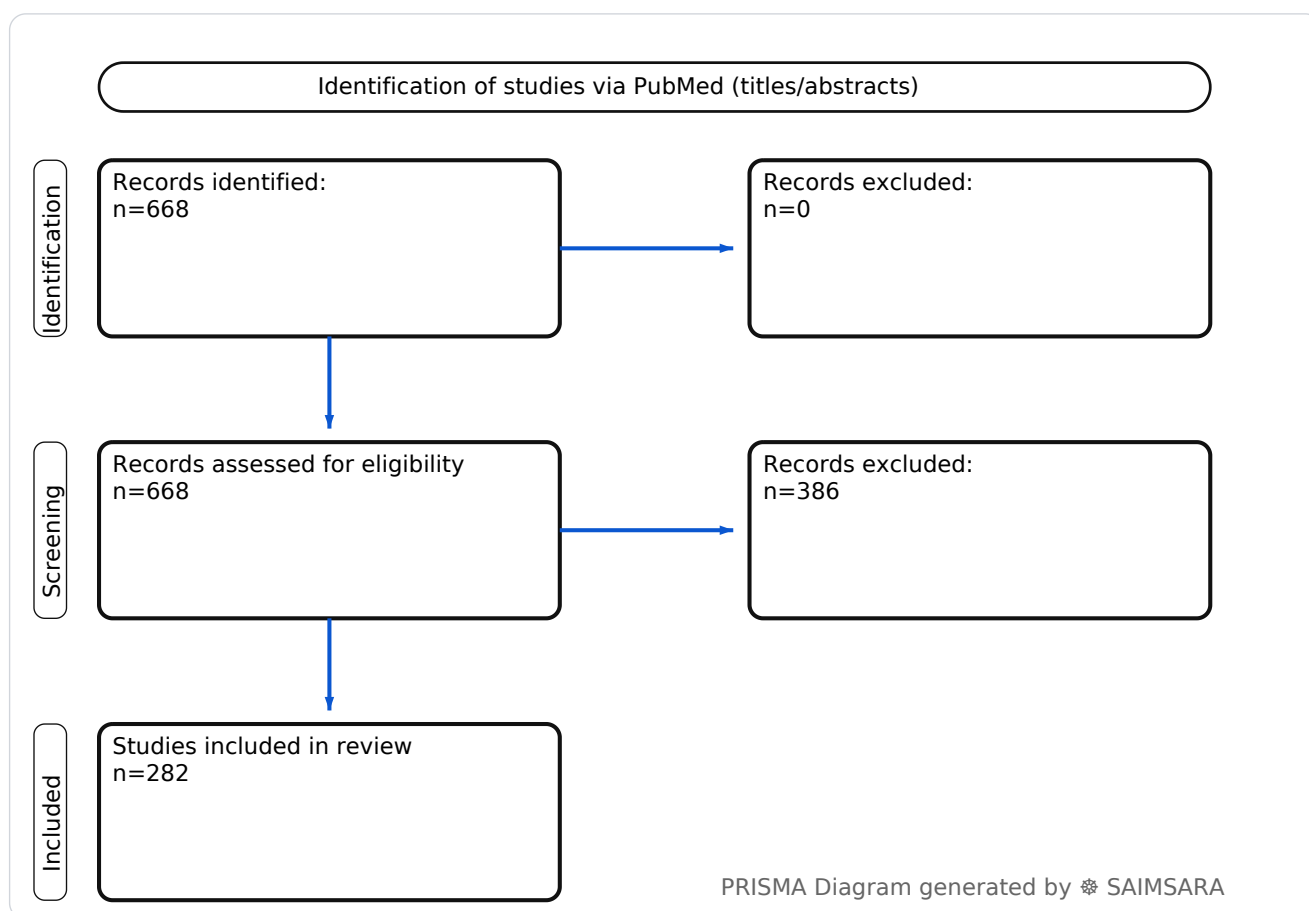 Identification of studies via PubMed (titles/abstracts)
Identification
Records identified:
n=668
Records excluded:
n=0
Screening
Records assessed for eligibility
n=668
Records excluded:
n=386
Included
Studies included in review
n=282
PRISMA Diagram generated by ☸ SAIMSARA